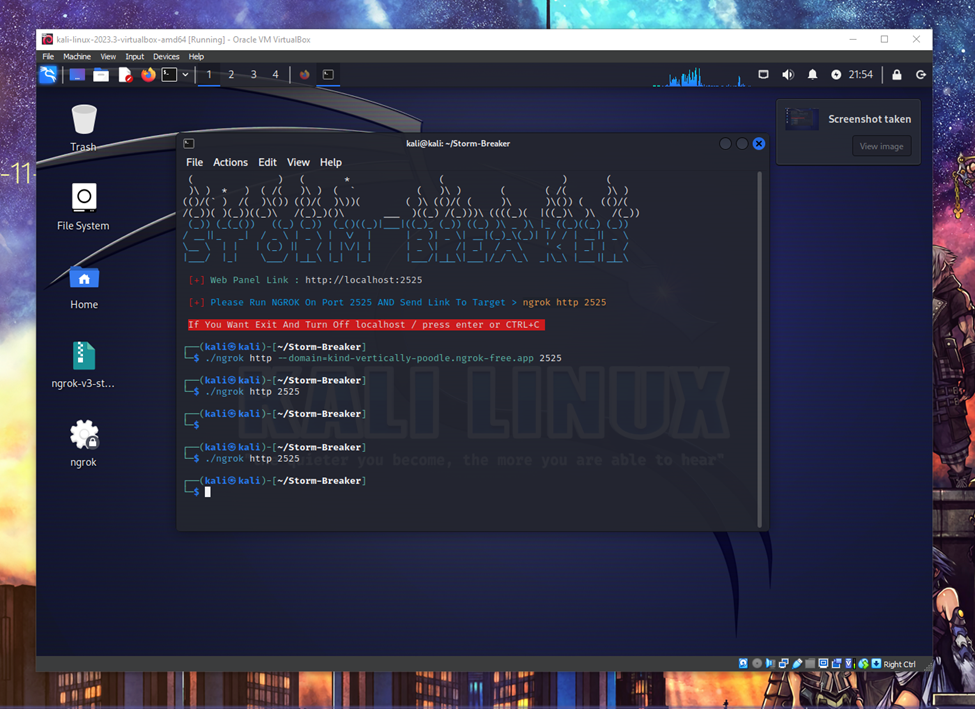 kali-linux-2023.3-virtualbox-amd64 [Running] - Oracle VM VirtualBox
File Machine View Input Devices Help
1 2 3 4
21:54
Screenshot taken
View image
Trash
-11-
File System
Home
ngrok-v3-st...
ngrok
kali@kali: ~/Storm-Breaker
File Actions Edit View Help
STORM BREAKER
[+] Web Panel Link : http://localhost:2525
[+] Please Run NGROK On Port 2525 AND Send Link To Target > ngrok http 2525
If You Want Exit And Turn Off localhost / press enter or CTRL+C
┌──(kali㉿kali)-[~/Storm-Breaker]
└─$ ./ngrok http --domain=kind-vertically-poodle.ngrok-free.app 2525
┌──(kali㉿kali)-[~/Storm-Breaker]
└─$ ./ngrok http 2525
┌──(kali㉿kali)-[~/Storm-Breaker]
└─$
┌──(kali㉿kali)-[~/Storm-Breaker]
└─$ ./ngrok http 2525
┌──(kali㉿kali)-[~/Storm-Breaker]
└─$
KALI LINUX
you become, the more you are able to hear"
Right Ctrl